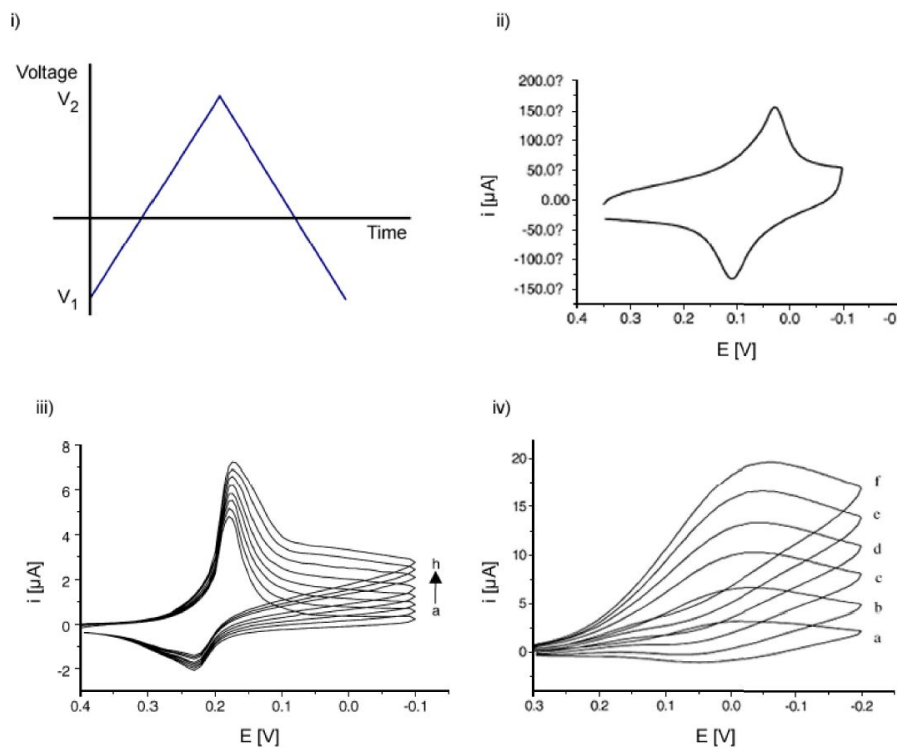 i)
Voltage
V2
Time
V1
ii)
200.0?
150.0?
100.0?
50.0?
0.00
-50.0?
-100.0?
-150.0?
i [µA]
0.4 0.3 0.2 0.1 0.0 -0.1 -0.2
E [V]
iii)
8
6
4
2
0
-2
i [µA]
h
a
0.4 0.3 0.2 0.1 0.0 -0.1
E [V]
iv)
20
15
10
5
0
i [µA]
f
e
d
c
b
a
0.3 0.2 0.1 0.0 -0.1 -0.2
E [V]